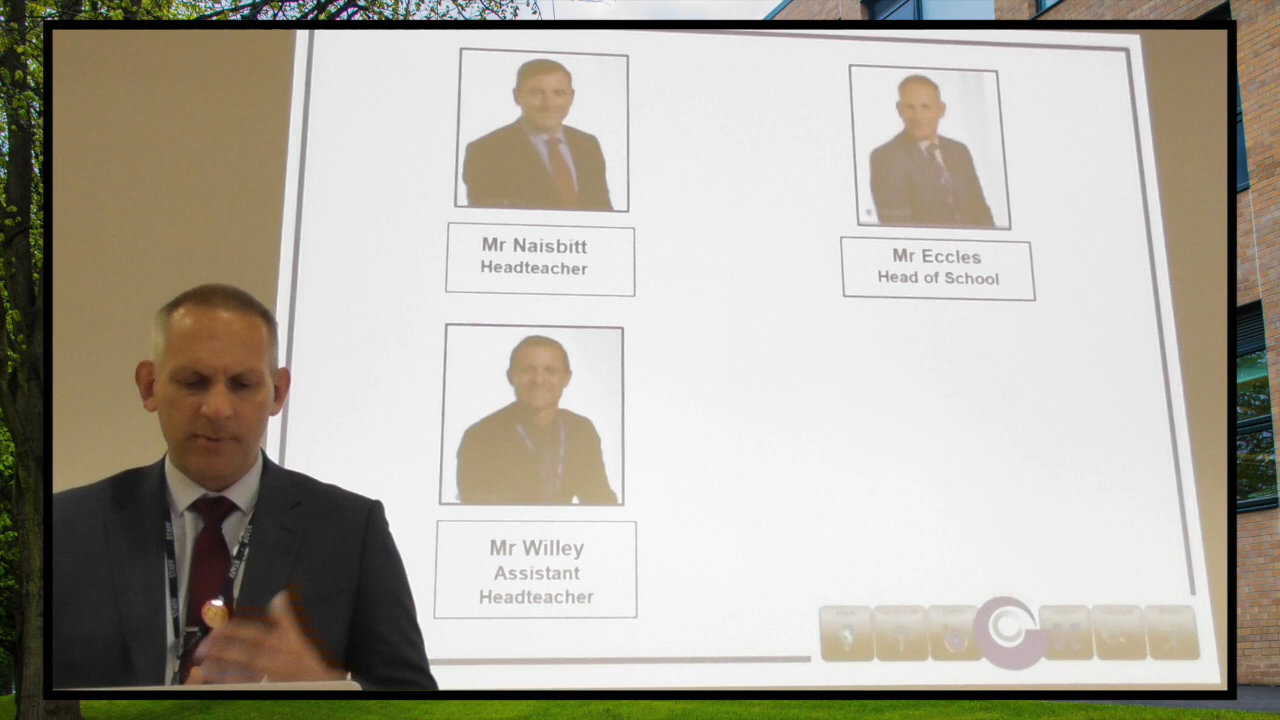 Mr Naisbitt
Headteacher
Mr Eccles
Head of School
Mr Willey
Assistant
Headteacher